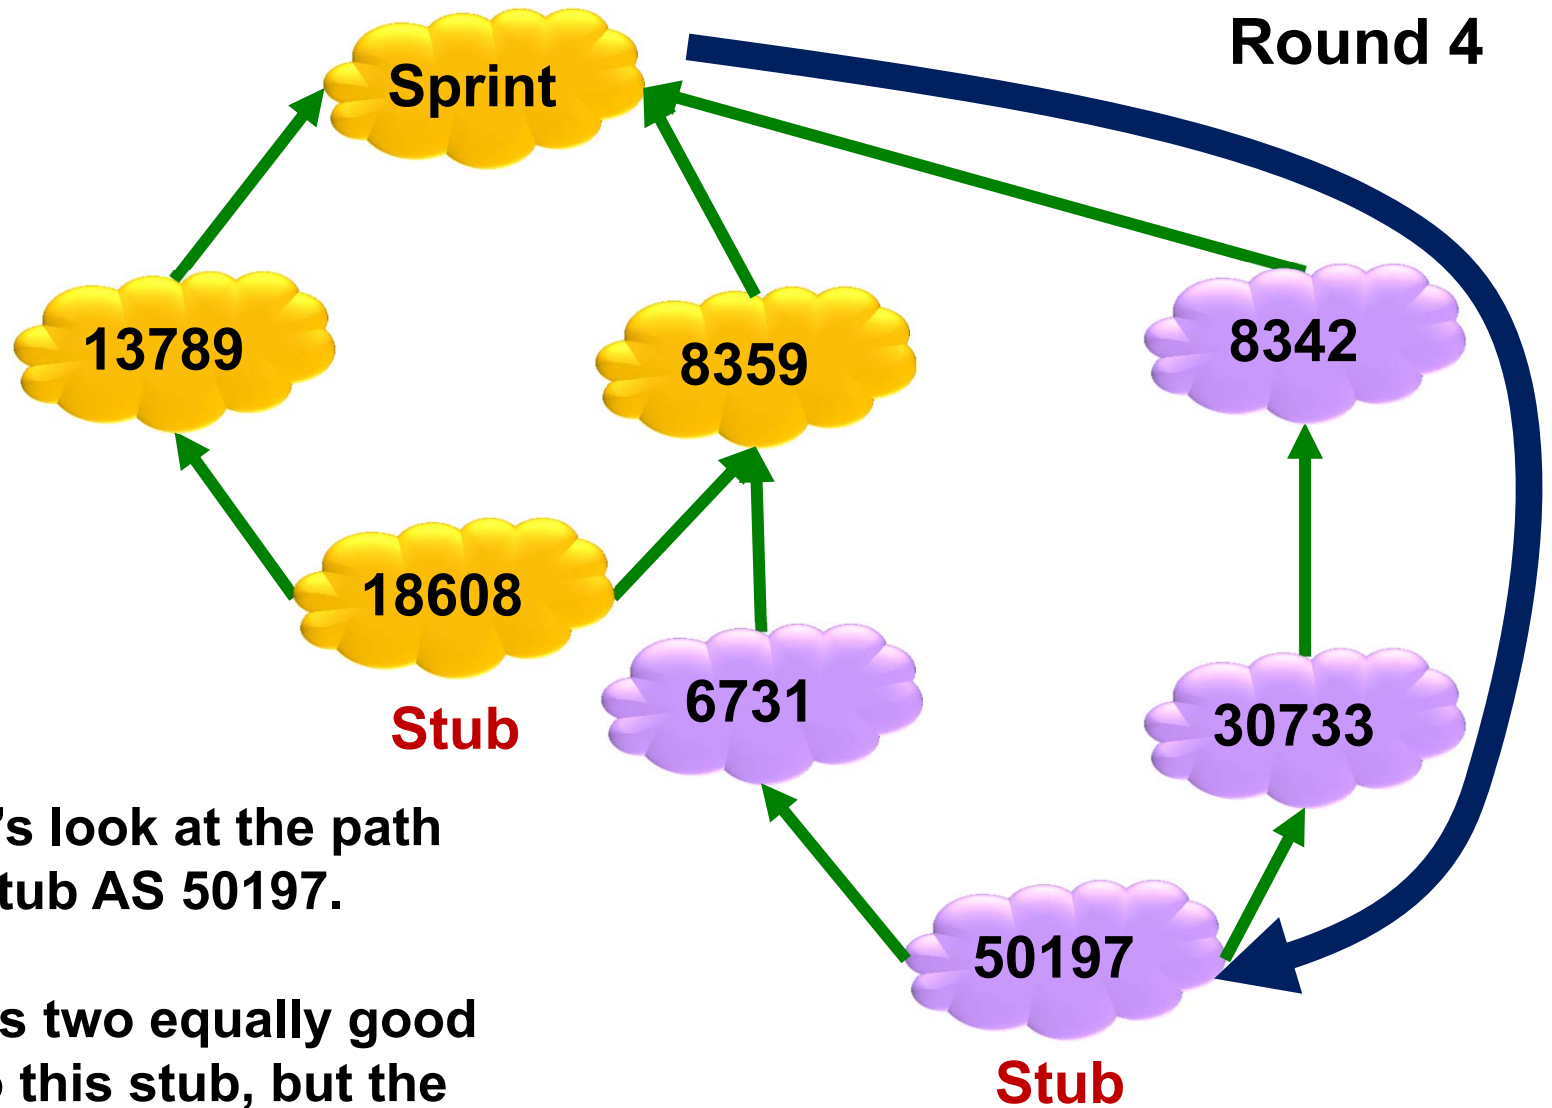 Round 4
Sprint
13789
8359
8342
18608
Stub
6731
30733
's look at the path
tub AS 50197.
50197
s two equally good
this stub, but the
Stub